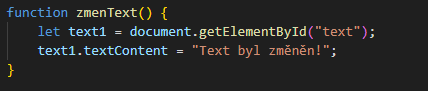 function zmenText() {
    let text1 = document.getElementById("text");
    text1.textContent = "Text byl změněn!";
}